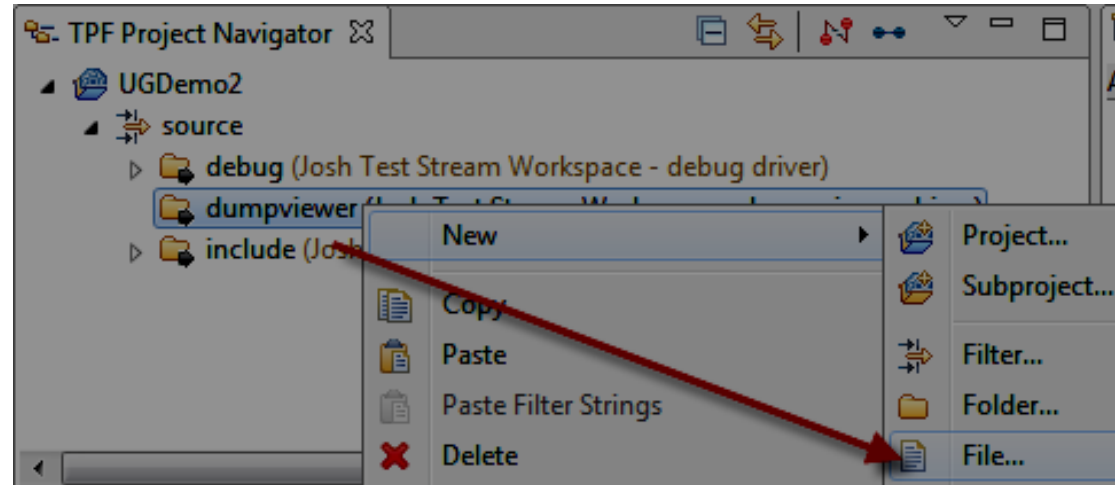 TPF Project Navigator
UGDemo2
source
debug (Josh Test Stream Workspace - debug driver)
dumpviewer
include (Josh
New
Copy
Paste
Paste Filter Strings
Delete
Project...
Subproject...
Filter...
Folder...
File...